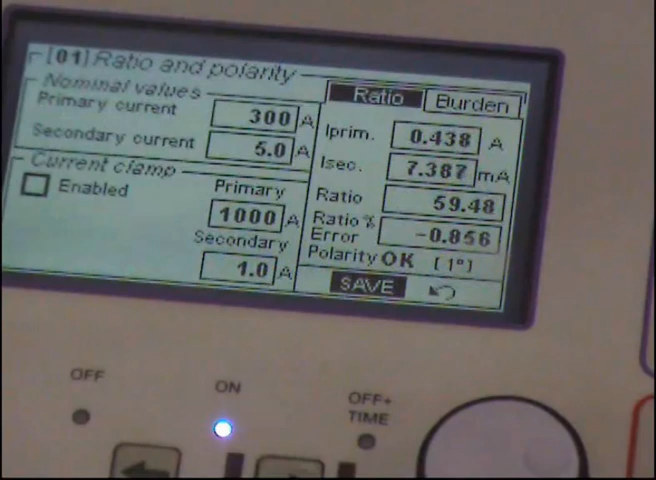 [01] Ratio and polarity
Nominal values
Primary current 300 A
Secondary current 5.0 A
Current clamp
Enabled
Primary
1000 A
Secondary
1.0 A
Ratio Burden
Iprim. 0.438 A
Isec. 7.387 mA
Ratio 59.48
Ratio %
Error -0.856
Polarity OK [1°]
SAVE
OFF
ON
OFF+
TIME